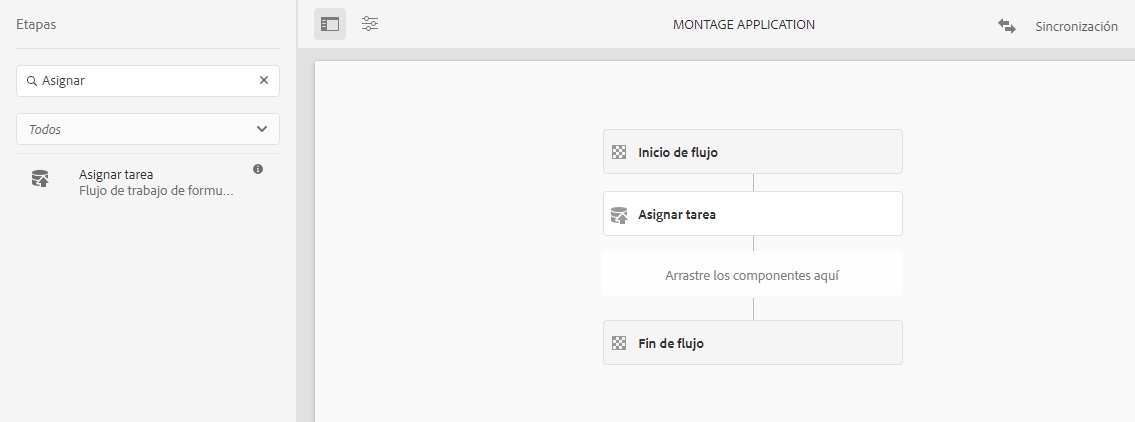 Etapas
Asignar
Todos
Asignar tarea
Flujo de trabajo de formu...
MONTAGE APPLICATION
Sincronización
Inicio de flujo
Asignar tarea
Arrastre los componentes aquí
Fin de flujo